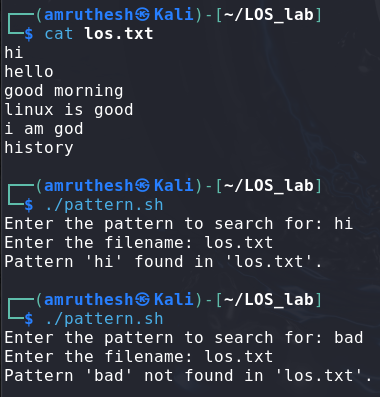 ┌──(amruthesh㉿Kali)-[~/LOS_lab]
└─$ cat los.txt
hi
hello
good morning
linux is good
i am god
history
┌──(amruthesh㉿Kali)-[~/LOS_lab]
└─$ ./pattern.sh
Enter the pattern to search for: hi
Enter the filename: los.txt
Pattern 'hi' found in 'los.txt'.
┌──(amruthesh㉿Kali)-[~/LOS_lab]
└─$ ./pattern.sh
Enter the pattern to search for: bad
Enter the filename: los.txt
Pattern 'bad' not found in 'los.txt'.